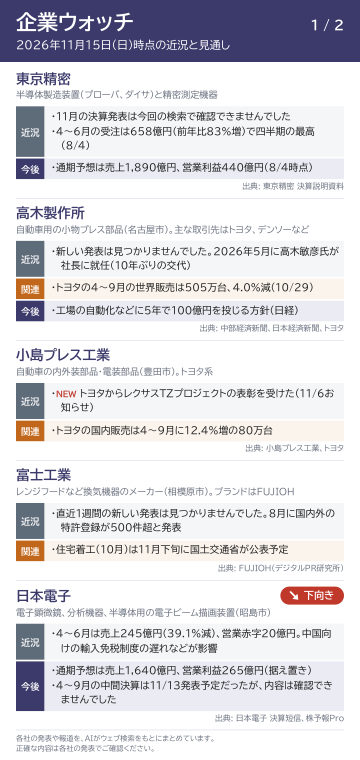 企業ウォッチ
1 / 2
2026年11月15日(日)時点の近況と見通し
東京精密
半導体製造装置(プローバ、ダイサ)と精密測定機器
近況
・11月の決算発表は今回の検索で確認できませんでした
・4〜6月の受注は658億円(前年比83%増)で四半期の最高
(8/4)
今後
・通期予想は売上1,890億円、営業利益440億円(8/4時点)
出典: 東京精密 決算説明資料
高木製作所
自動車用の小物プレス部品(名古屋市)。主な取引先はトヨタ、デンソーなど
近況
・新しい発表は見つかりませんでした。2026年5月に高木敏彦氏が
社長に就任(10年ぶりの交代)
関連
・トヨタの4〜9月の世界販売は505万台、4.0%減(10/29)
今後
・工場の自動化などに5年で100億円を投じる方針(日経)
出典: 中部経済新聞、日本経済新聞、トヨタ
小島プレス工業
自動車の内外装部品・電装部品(豊田市)。トヨタ系
近況
・NEW トヨタからレクサスTZプロジェクトの表彰を受けた(11/6お
知らせ)
関連
・トヨタの国内販売は4〜9月に12.4%増の80万台
出典: 小島プレス工業、トヨタ
富士工業
レンジフードなど換気機器のメーカー(相模原市)。ブランドはFUJIOH
近況
・直近1週間の新しい発表は見つかりませんでした。8月に国内外の
特許登録が500件超と発表
関連
・住宅着工(10月)は11月下旬に国土交通省が公表予定
出典: FUJIOH(デジタルPR研究所)
日本電子
下向き
電子顕微鏡、分析機器、半導体用の電子ビーム描画装置(昭島市)
近況
・4〜6月は売上245億円(39.1%減)、営業赤字20億円。中国向
けの輸入免税制度の遅れなどが影響
今後
・通期予想は売上1,640億円、営業利益265億円(据え置き)
・4〜9月の中間決算は11/13発表予定だったが、内容は確認でき
ませんでした
出典: 日本電子 決算短信、株予報Pro
各社の発表や報道を、AIがウェブ検索をもとにまとめています。
正確な内容は各社の発表でご確認ください。